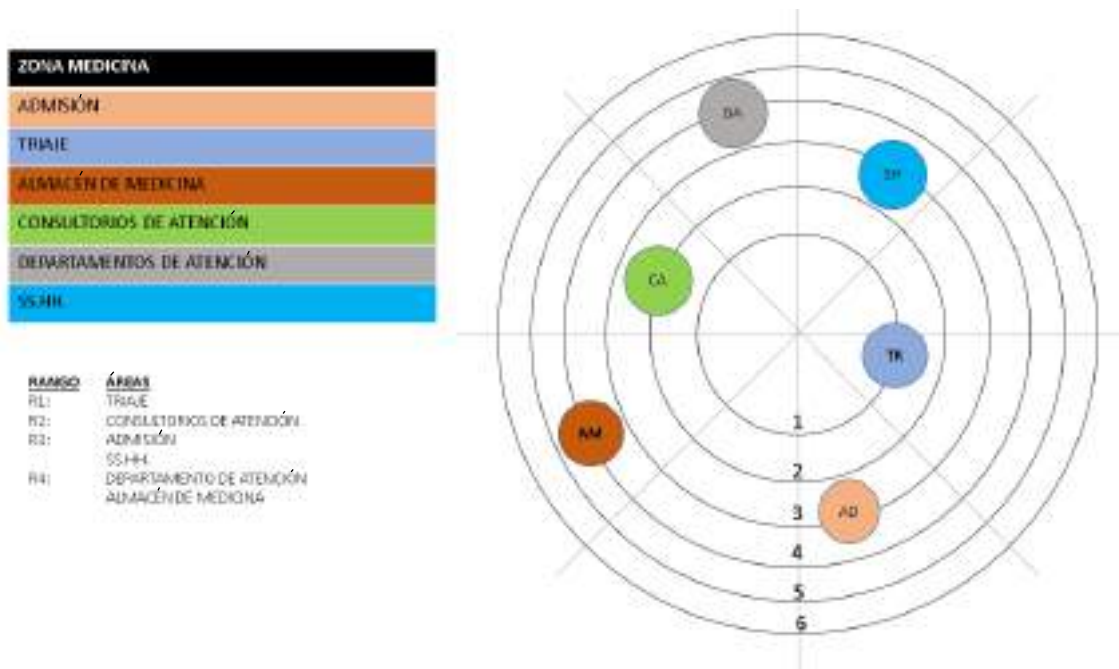 ZONA MEDICINA
ADMISIÓN
TRIAJE
ALMACÉN DE MEDICINA
CONSULTORIOS DE ATENCIÓN
DEPARTAMENTOS DE ATENCIÓN
SS.HH.
RANGO ÁREAS
R1: TRIAJE
R2: CONSULTORIOS DE ATENCIÓN
R3: ADMISIÓN
SS.HH.
R4: DEPARTAMENTO DE ATENCIÓN
ALMACÉN DE MEDICINA
DA
SH
CA
TR
AM
AD
1
2
3
4
5
6